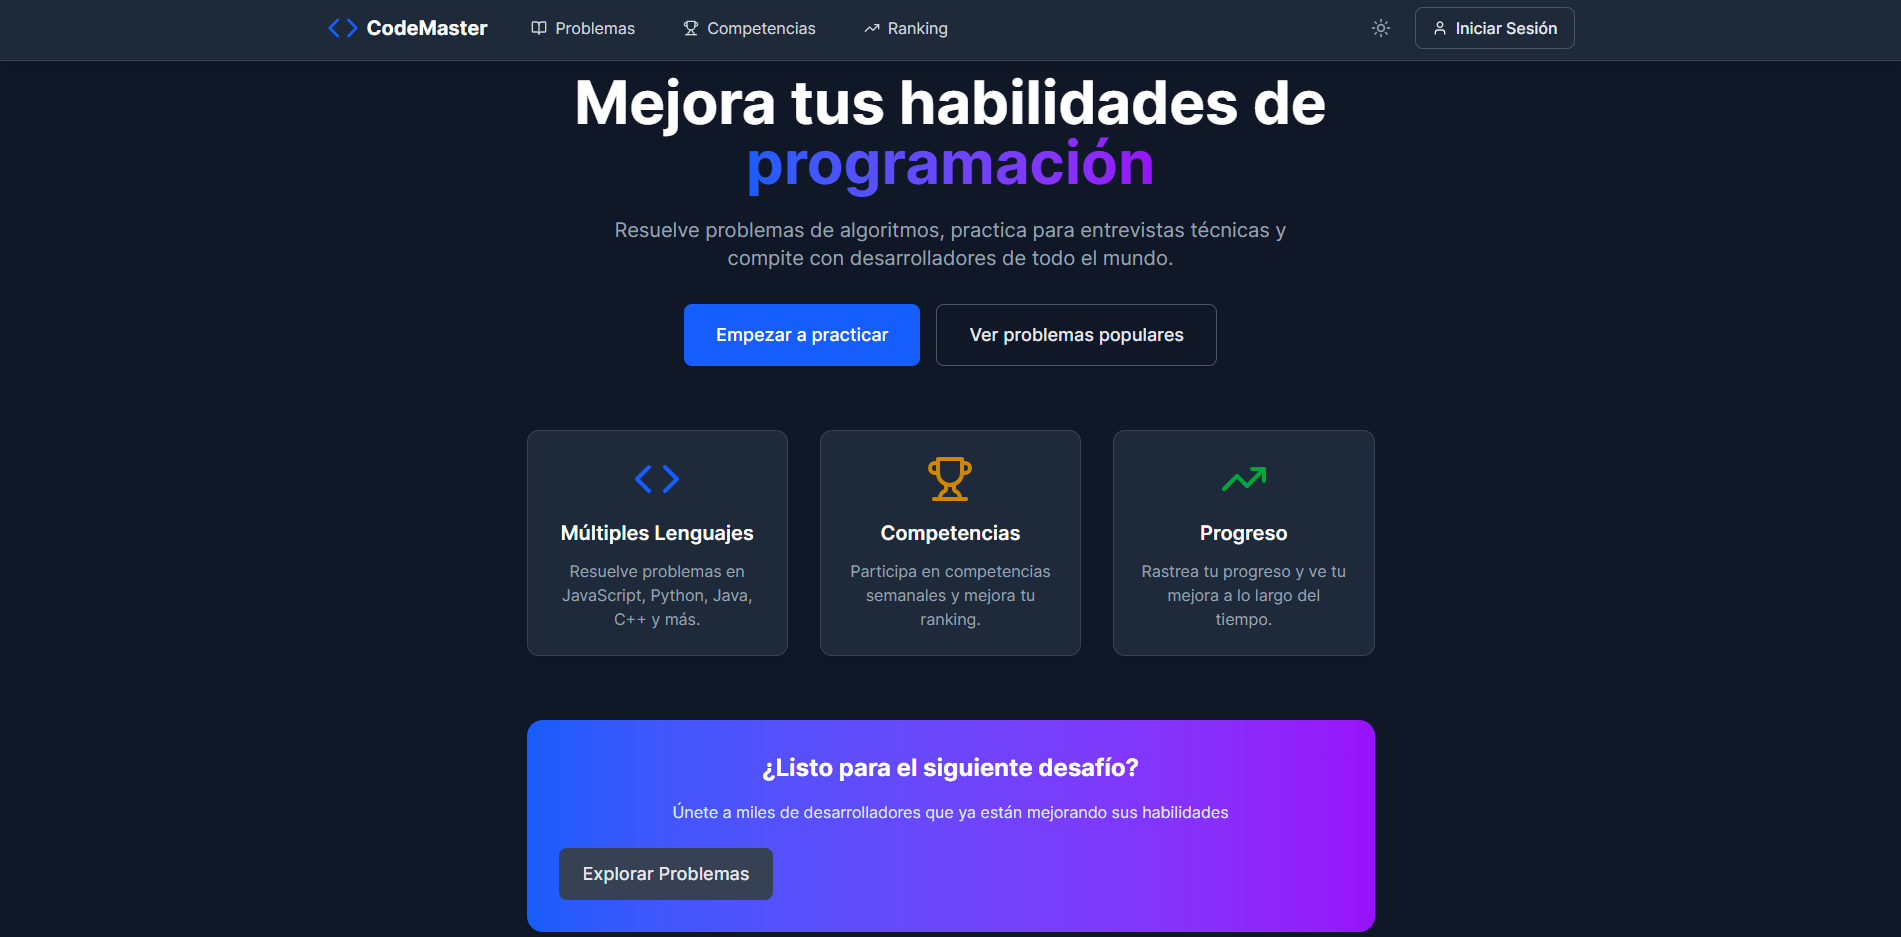 CodeMaster
Problemas
Competencias
Ranking
Iniciar Sesión
Mejora tus habilidades de
programación
Resuelve problemas de algoritmos, practica para entrevistas técnicas y
compite con desarrolladores de todo el mundo.
Empezar a practicar
Ver problemas populares
Múltiples Lenguajes
Resuelve problemas en
JavaScript, Python, Java,
C++ y más.
Competencias
Participa en competencias
semanales y mejora tu
ranking.
Progreso
Rastrea tu progreso y ve tu
mejora a lo largo del
tiempo.
¿Listo para el siguiente desafío?
Únete a miles de desarrolladores que ya están mejorando sus habilidades
Explorar Problemas